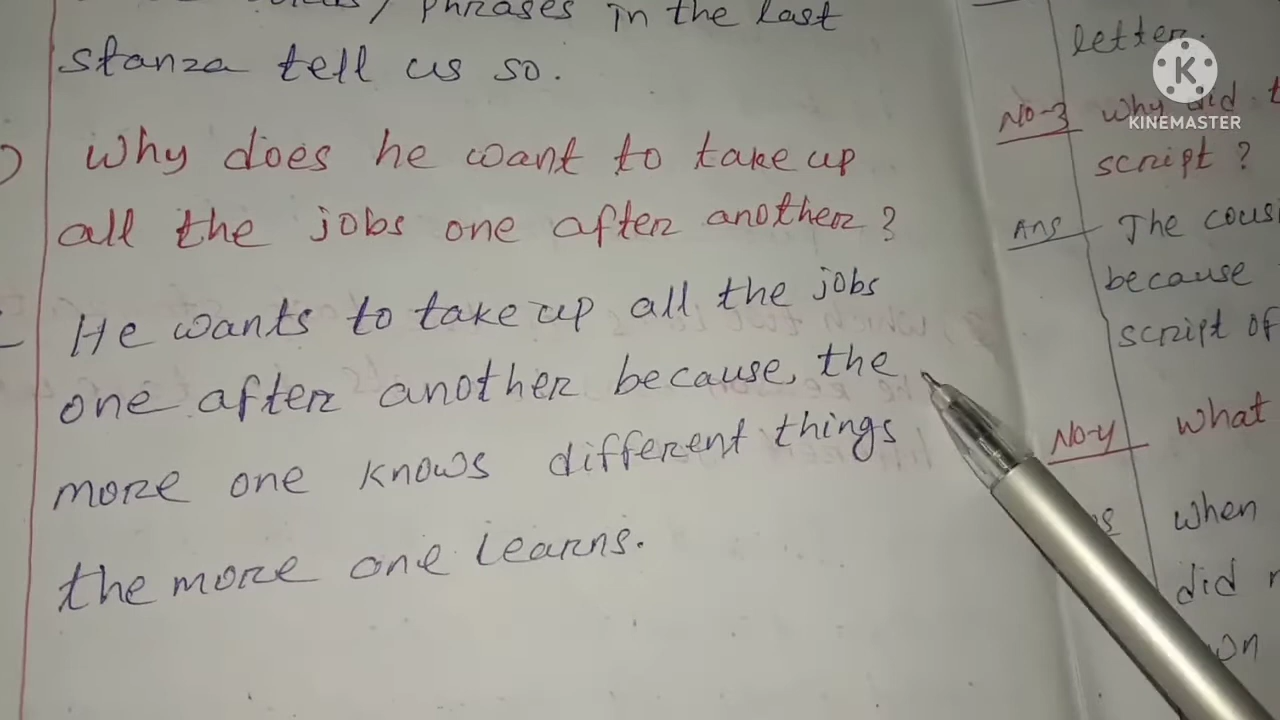 phrases in the last
stanza tell us so.
Why does he want to take up
all the jobs one after another?
He wants to take up all the jobs
one after another because, the
more one knows different things
the more one learns.
letter.
No-3 Why did
script?
Ans The
because
script of
No-4 what
when
did
KINEMASTER